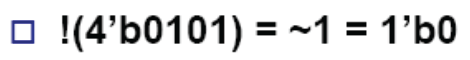 !(4’b0101) = ~1 = 1’b0